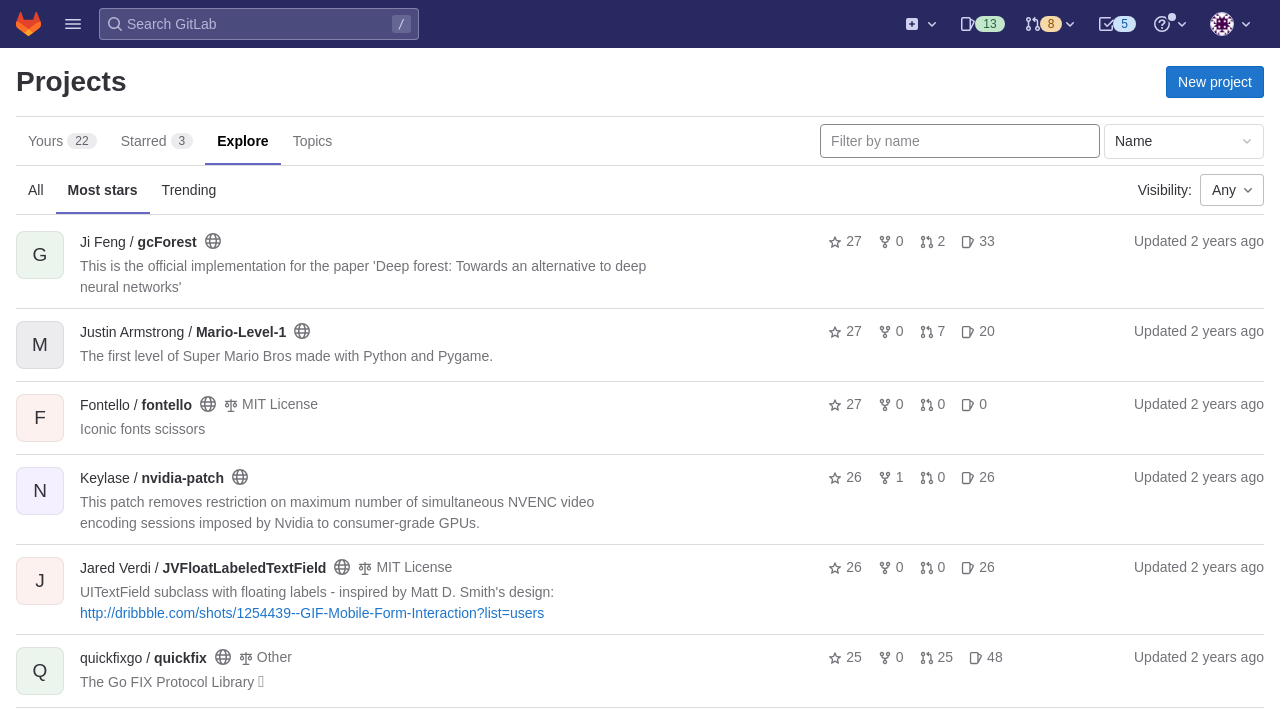 Search GitLab /
13 8 5
Projects
New project
Yours 22 Starred 3 Explore Topics
Filter by name Name
All Most stars Trending
Visibility: Any
G
Ji Feng / gcForest
27 0 2 33
Updated 2 years ago
This is the official implementation for the paper 'Deep forest: Towards an alternative to deep
neural networks'
M
Justin Armstrong / Mario-Level-1
27 0 7 20
Updated 2 years ago
The first level of Super Mario Bros made with Python and Pygame.
F
Fontello / fontello MIT License
27 0 0 0
Updated 2 years ago
Iconic fonts scissors
N
Keylase / nvidia-patch
26 1 0 26
Updated 2 years ago
This patch removes restriction on maximum number of simultaneous NVENC video
encoding sessions imposed by Nvidia to consumer-grade GPUs.
J
Jared Verdi / JVFloatLabeledTextField MIT License
26 0 0 26
Updated 2 years ago
UITextField subclass with floating labels - inspired by Matt D. Smith's design:
http://dribbble.com/shots/1254439--GIF-Mobile-Form-Interaction?list=users
Q
quickfixgo / quickfix Other
25 0 25 48
Updated 2 years ago
The Go FIX Protocol Library